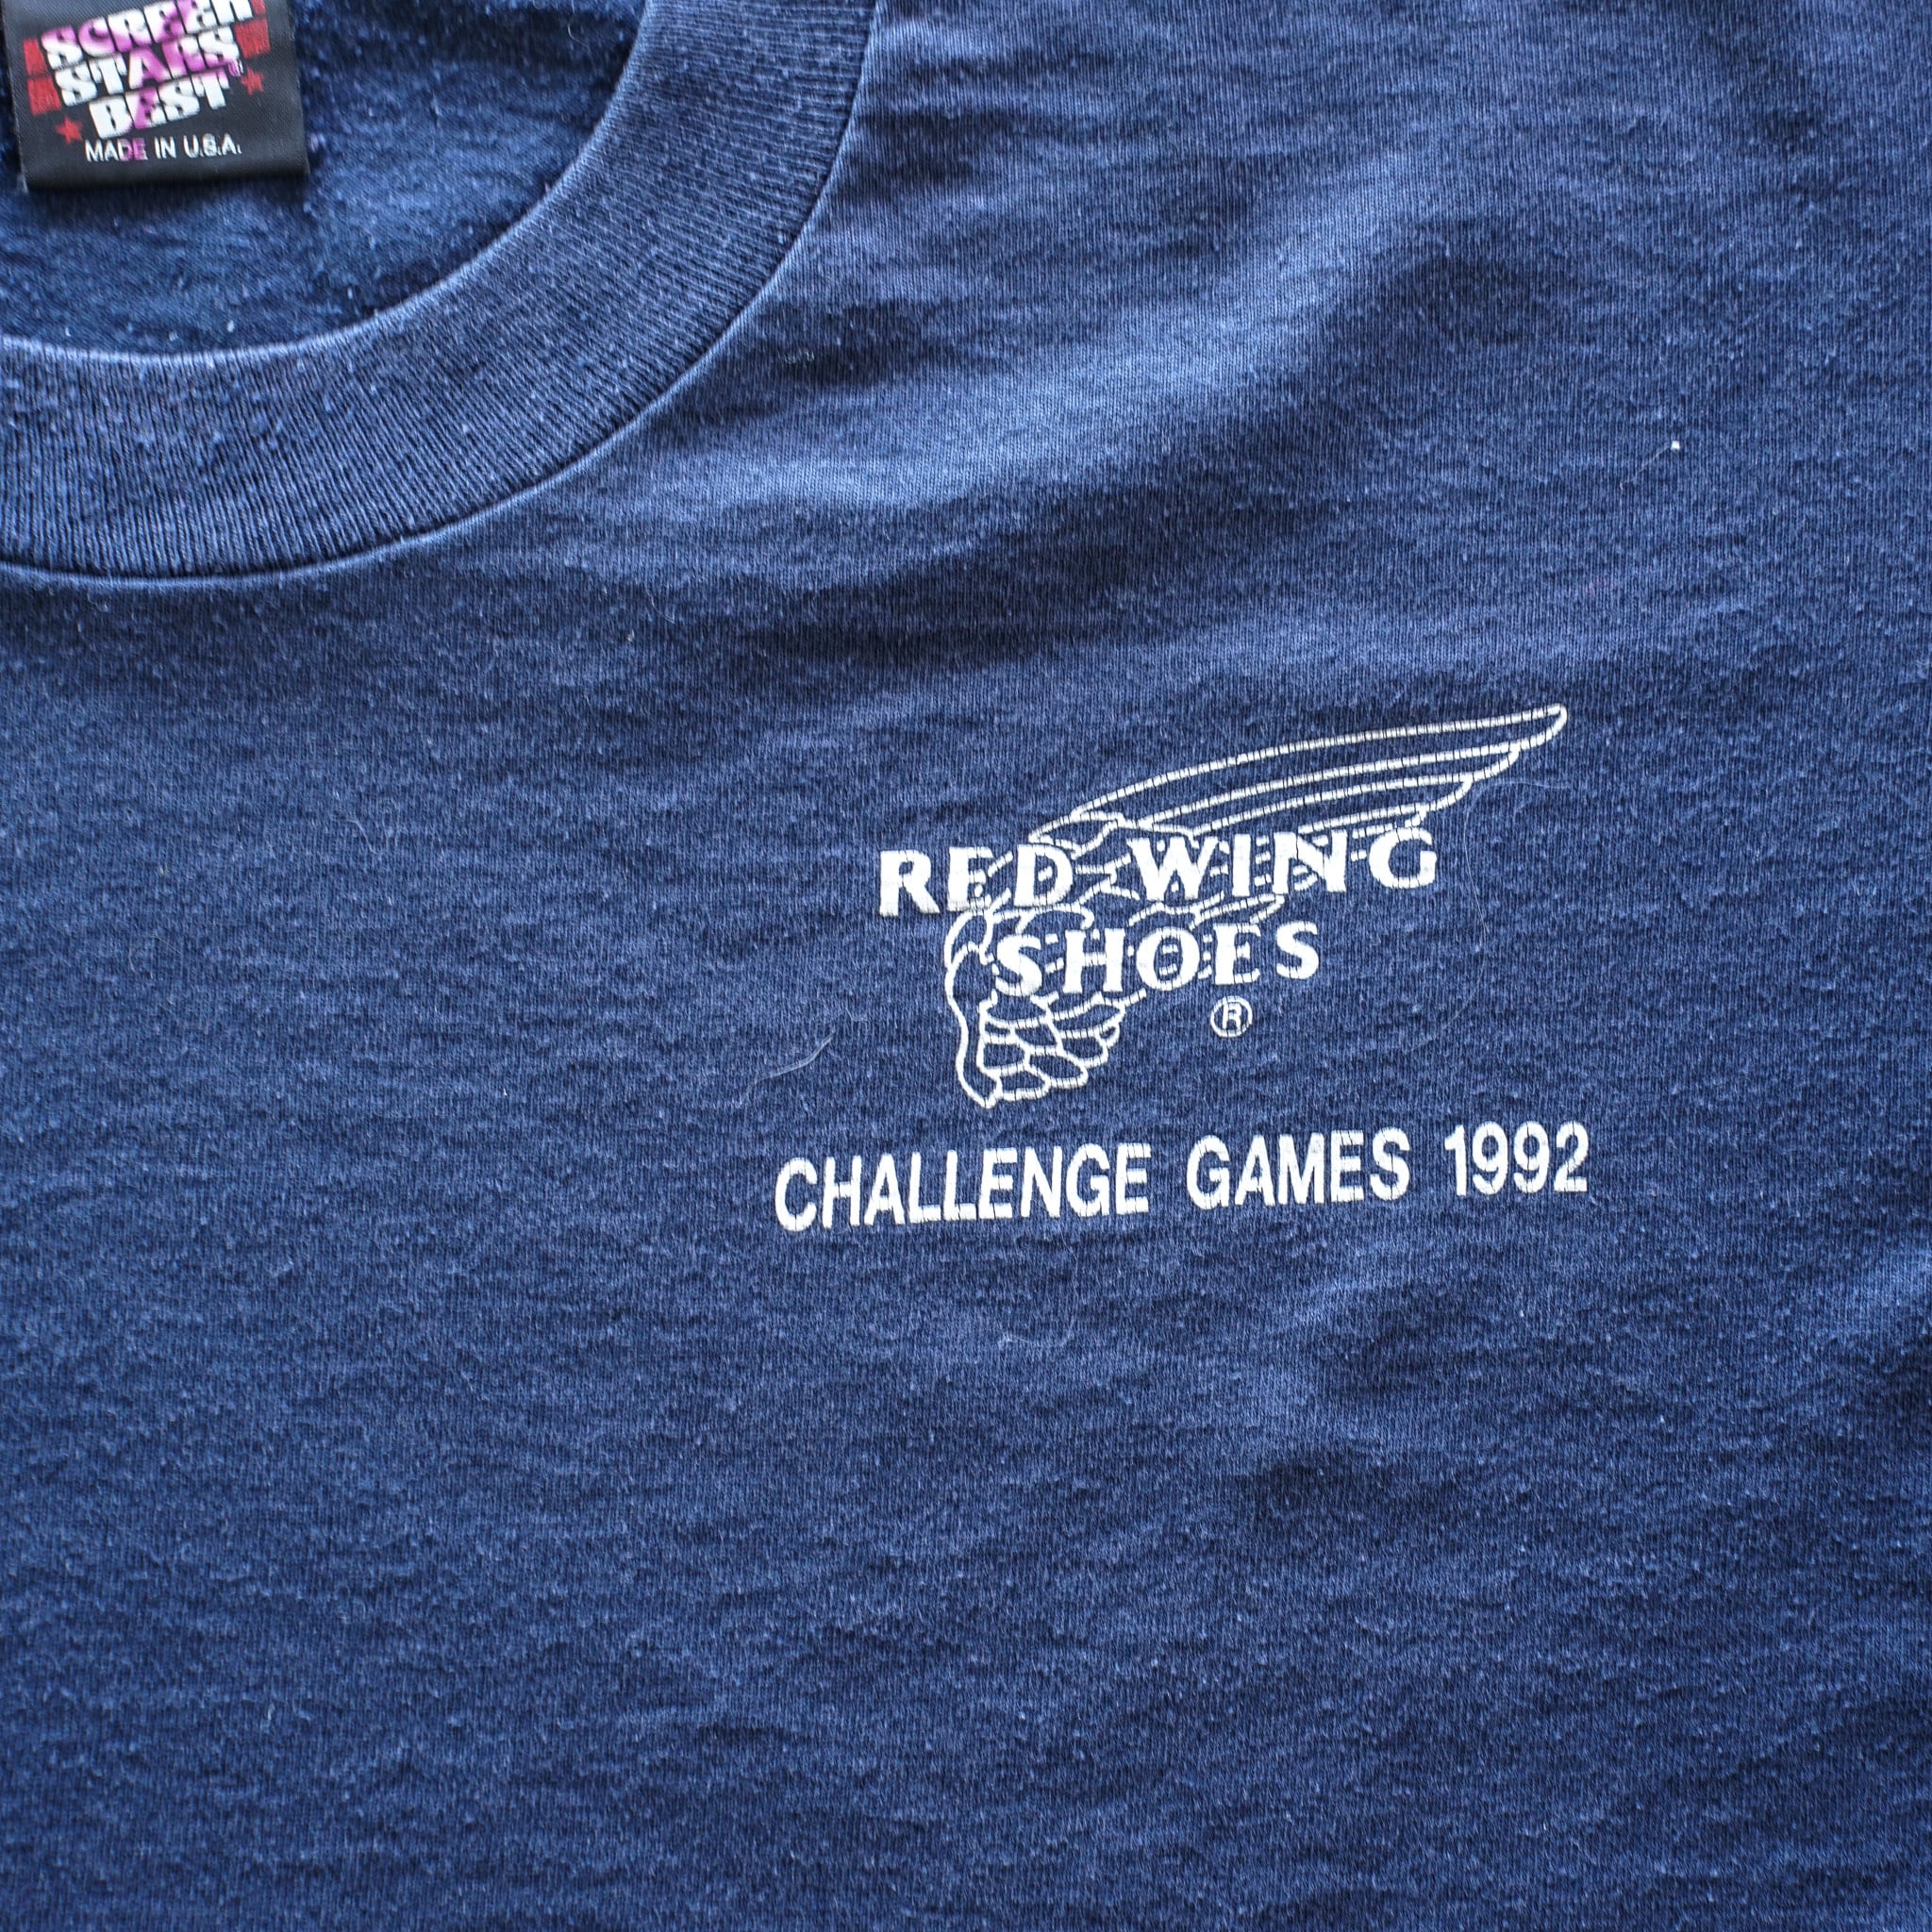 SCREEN
STARS®
BEST
MADE IN U.S.A.
RED WING
SHOES
®
CHALLENGE GAMES 1992